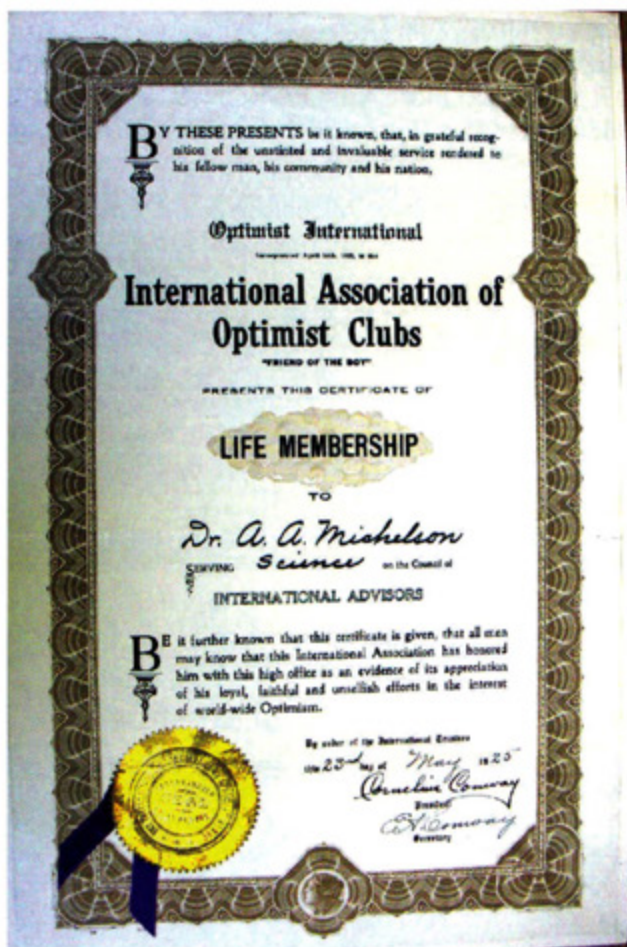 BY THESE PRESENTS be it known, that, in grateful recog-
nition of the unstinted and invaluable service rendered to
his fellow man, his community and his nation,
Optimist International
Incorporated April
International Association of
Optimist Clubs
"FRIEND OF THE BOY"
PRESENTS THIS CERTIFICATE OF
LIFE MEMBERSHIP
TO
Dr. A. A. Michelson
SERVING Science on the Council of
INTERNATIONAL ADVISORS
BE it further known that this certificate is given, that all men
may know that this International Association has honored
him with this high office as an evidence of its appreciation
of his loyal, faithful and unselfish efforts in the interest
of world-wide Optimism.
By order of the International Trustees
this 23rd day of May 1925
Cornelius Conway
President
Secretary